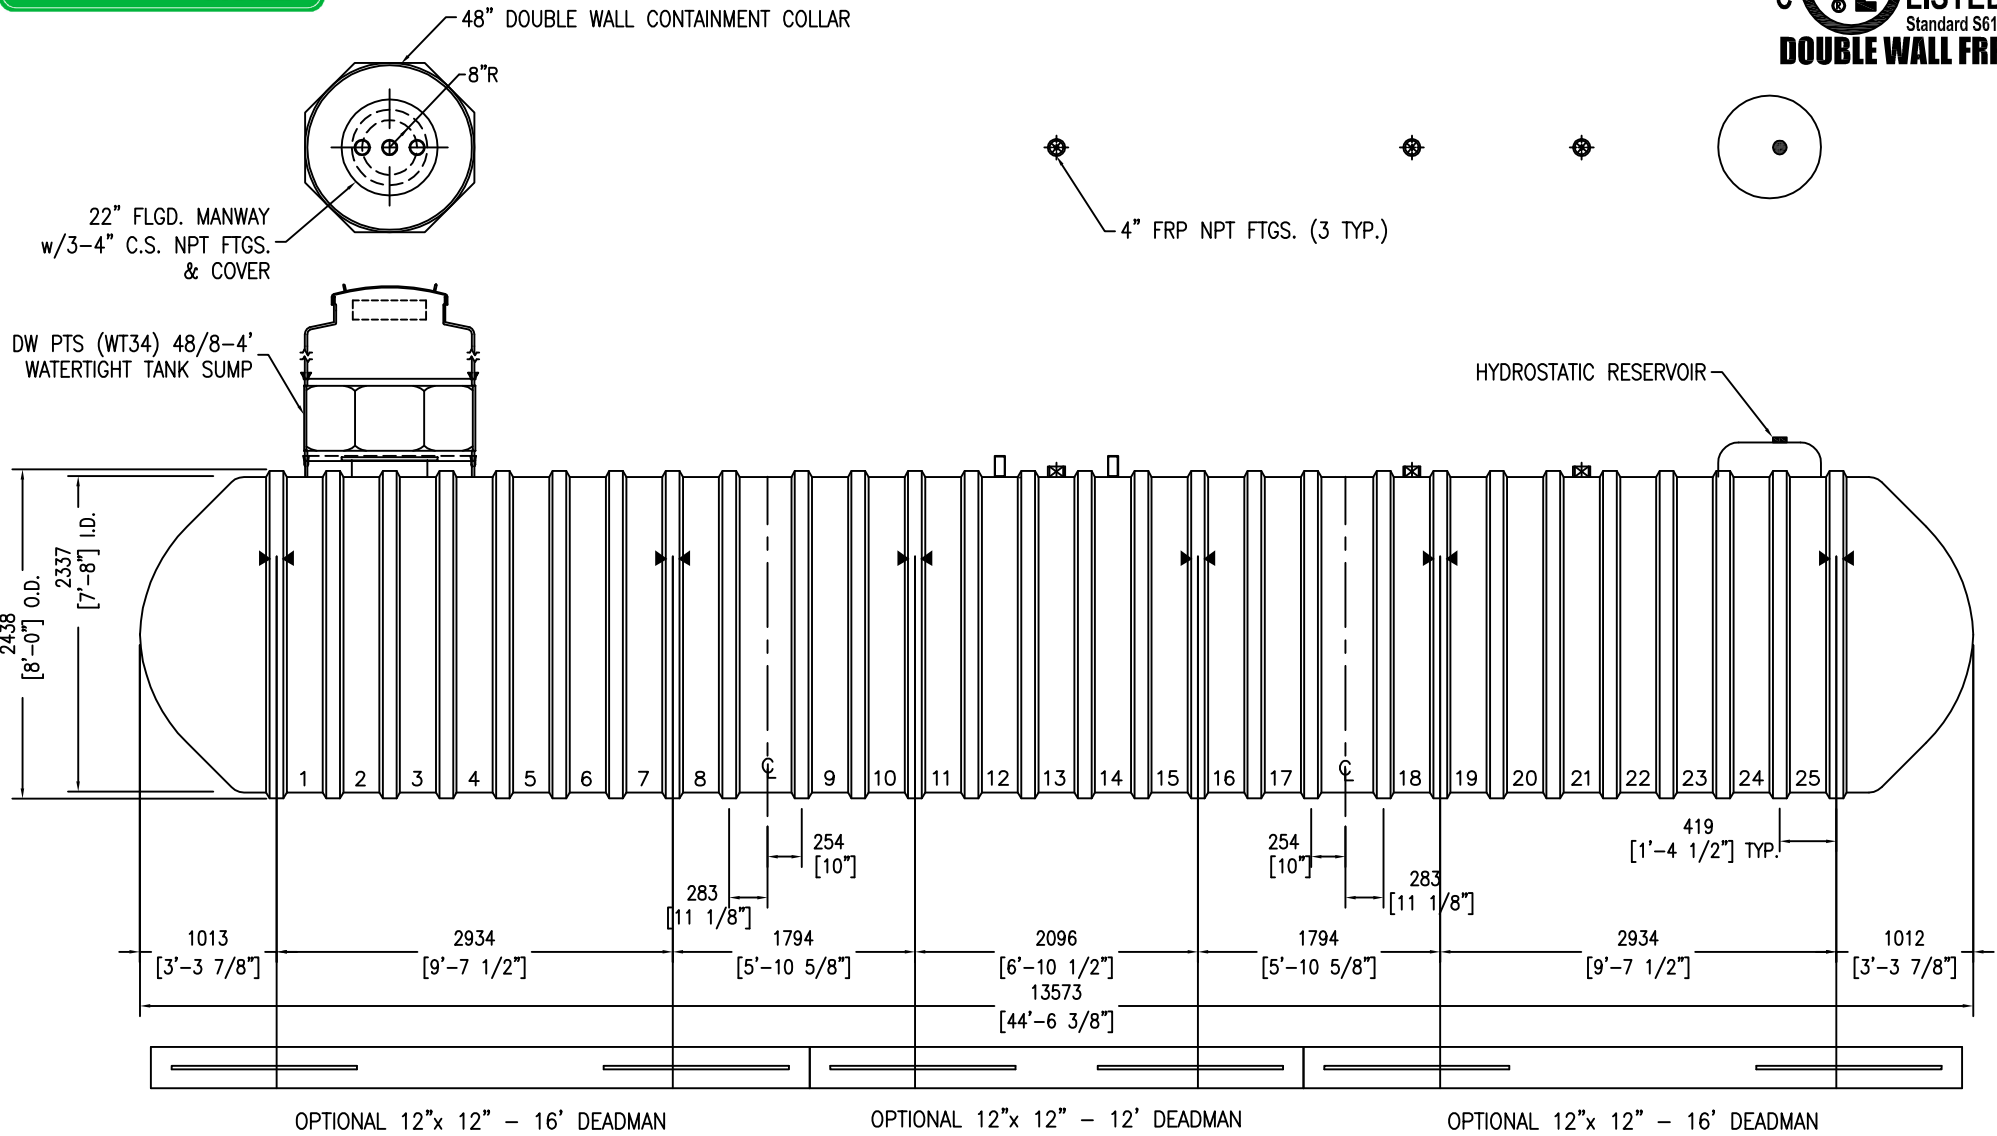 48” DOUBLE WALL CONTAINMENT COLLAR
8”R
Standard S61
DOUBLE WALL
22” FLGD. MANWAY
w/3-4” C.S. NPT FTGS.
& COVER
4” FRP NPT FTGS. (3 TYP.)
DW PTS (WT34) 48/8-4'
WATERTIGHT TANK SUMP
HYDROSTATIC RESERVOIR
2438
[8'-0”] O.D.
2337
[7'-8”] I.D.
1 2 3 4 5 6 7 8 ℄ 9 10 11 12 13 14 15 16 17 ℄ 18 19 20 21 22 23 24 25
254
[10”]
283
[11 1/8”]
254
[10”]
283
[11 1/8”]
419
[1'-4 1/2”] TYP.
1013
[3'-3 7/8”]
2934
[9'-7 1/2”]
1794
[5'-10 5/8”]
2096
[6'-10 1/2”]
1794
[5'-10 5/8”]
2934
[9'-7 1/2”]
1012
[3'-3 7/8”]
13573
[44'-6 3/8”]
OPTIONAL 12”x 12” - 16' DEADMAN
OPTIONAL 12”x 12” - 12' DEADMAN
OPTIONAL 12”x 12” - 16' DEADMAN